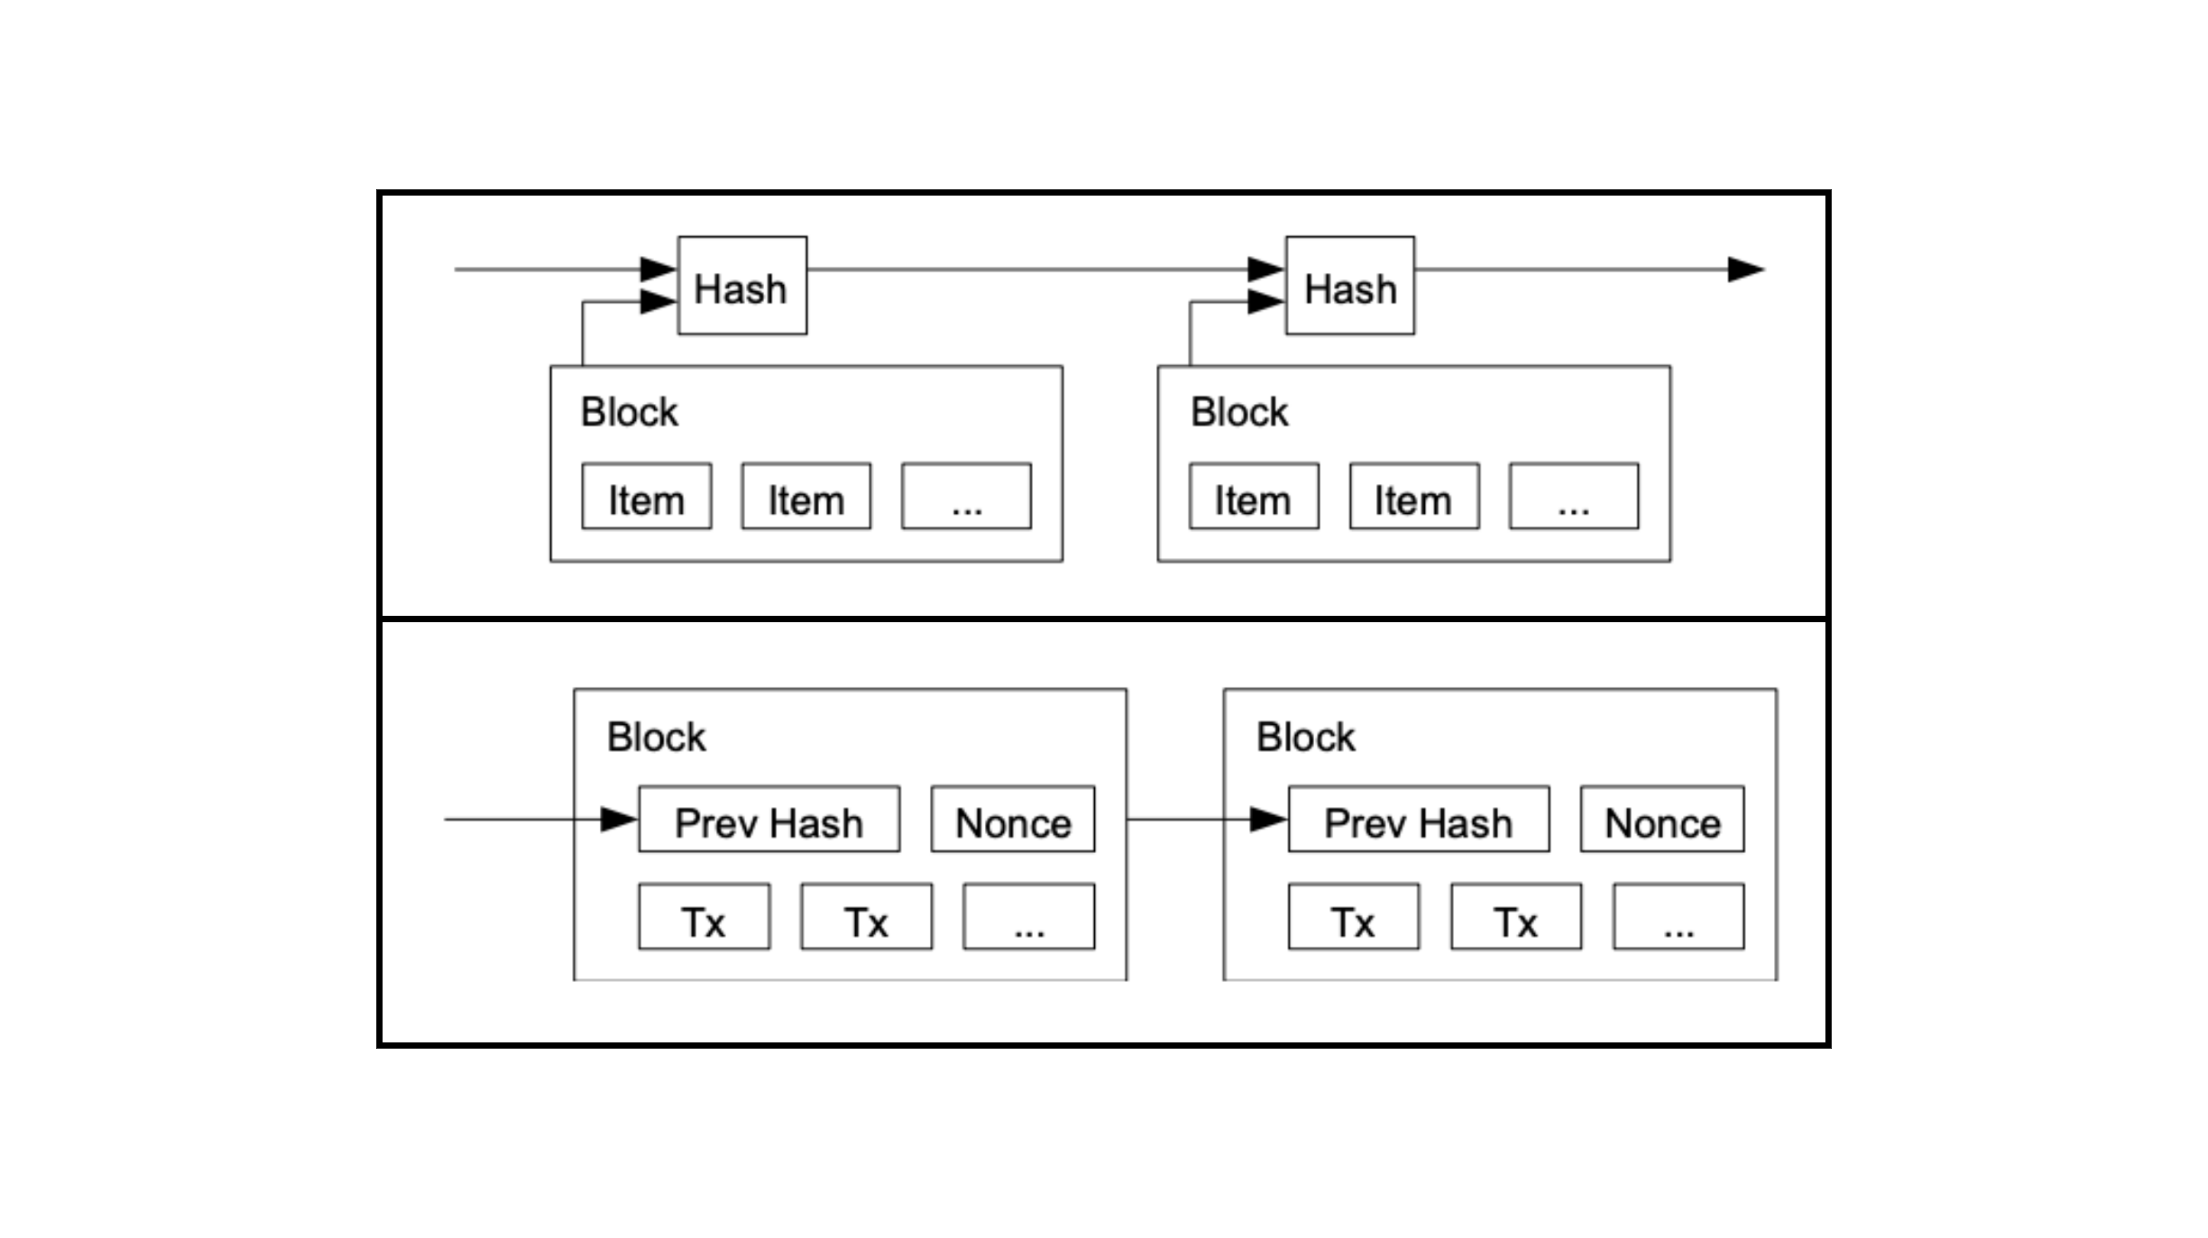 Hash Hash
Block Block
Item Item ... Item Item ...
Block Block
Prev Hash Nonce Prev Hash Nonce
Tx Tx ... Tx Tx ...